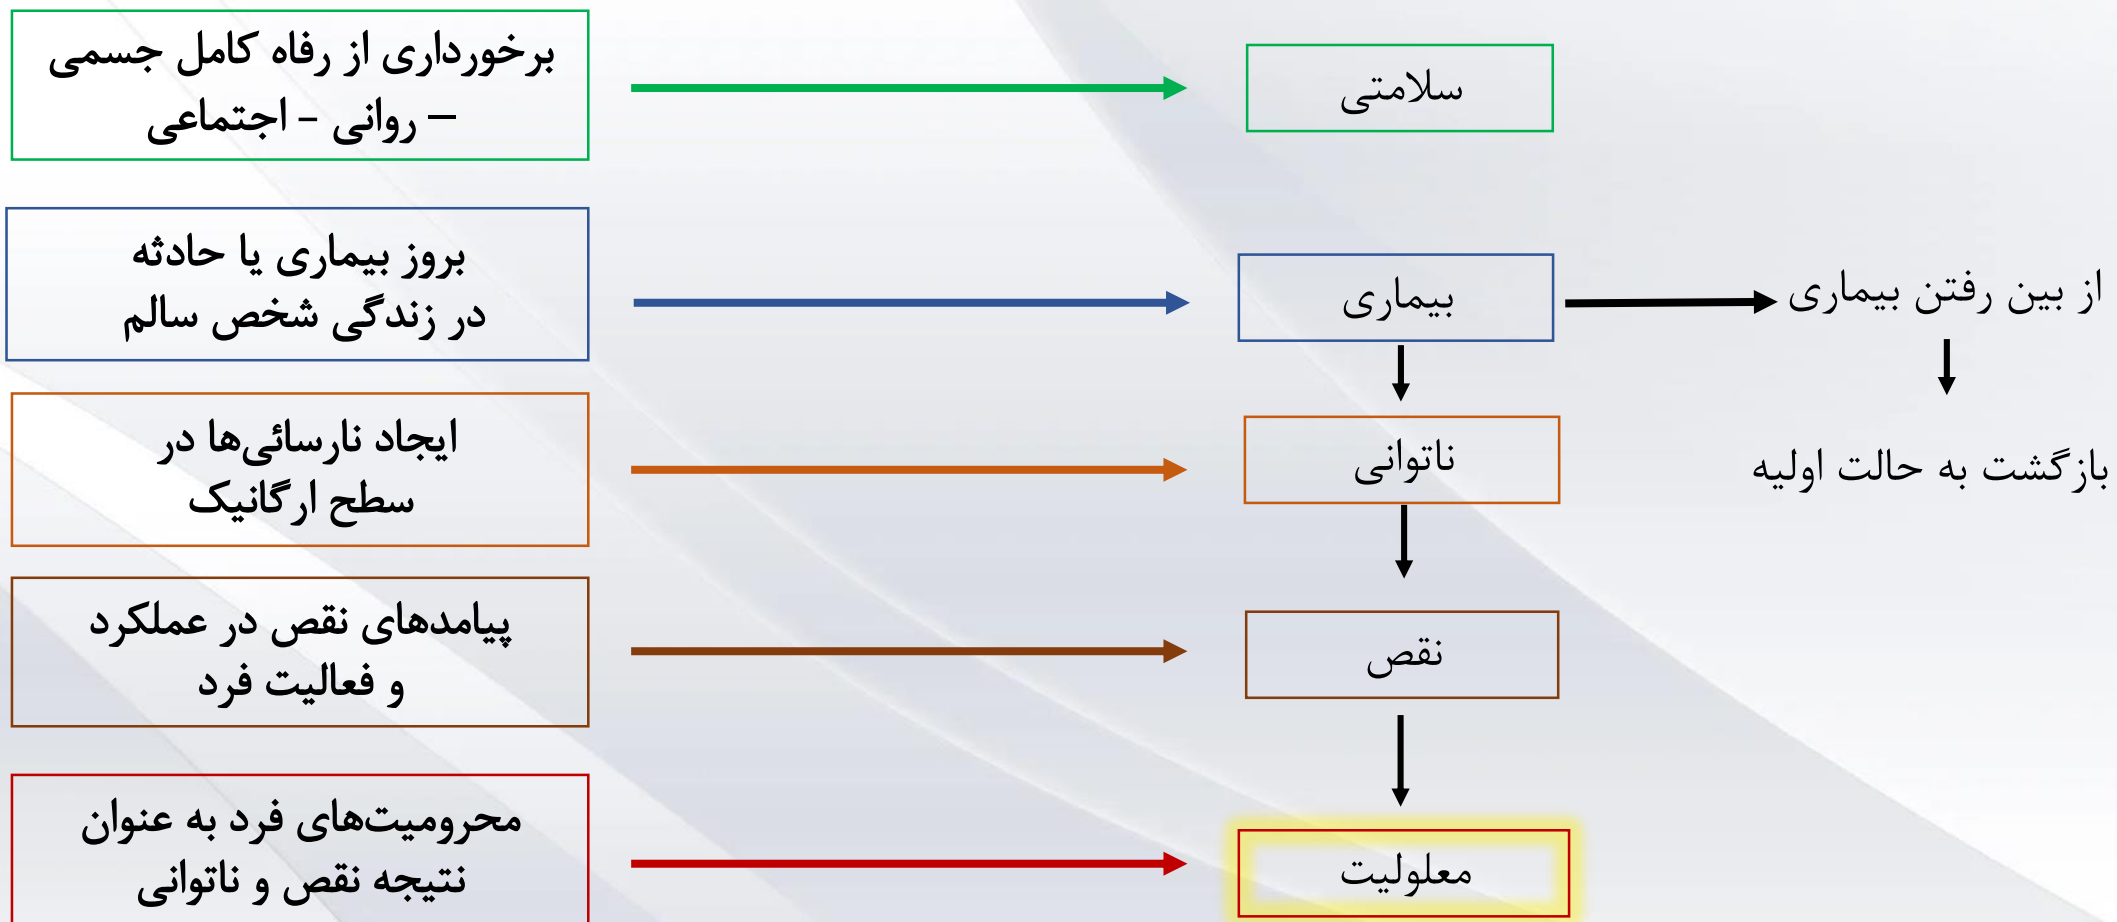 برخورداری از رفاه کامل جسمی
– روانی - اجتماعی
سلامتی
بروز بیماری یا حادثه
در زندگی شخص سالم
بیماری
از بین رفتن بیماری
بازگشت به حالت اولیه
ایجاد نارسائی‌ها در
سطح ارگانیک
ناتوانی
پیامدهای نقص در عملکرد
و فعالیت فرد
نقص
محرومیت‌های فرد به عنوان
نتیجه نقص و ناتوانی
معلولیت